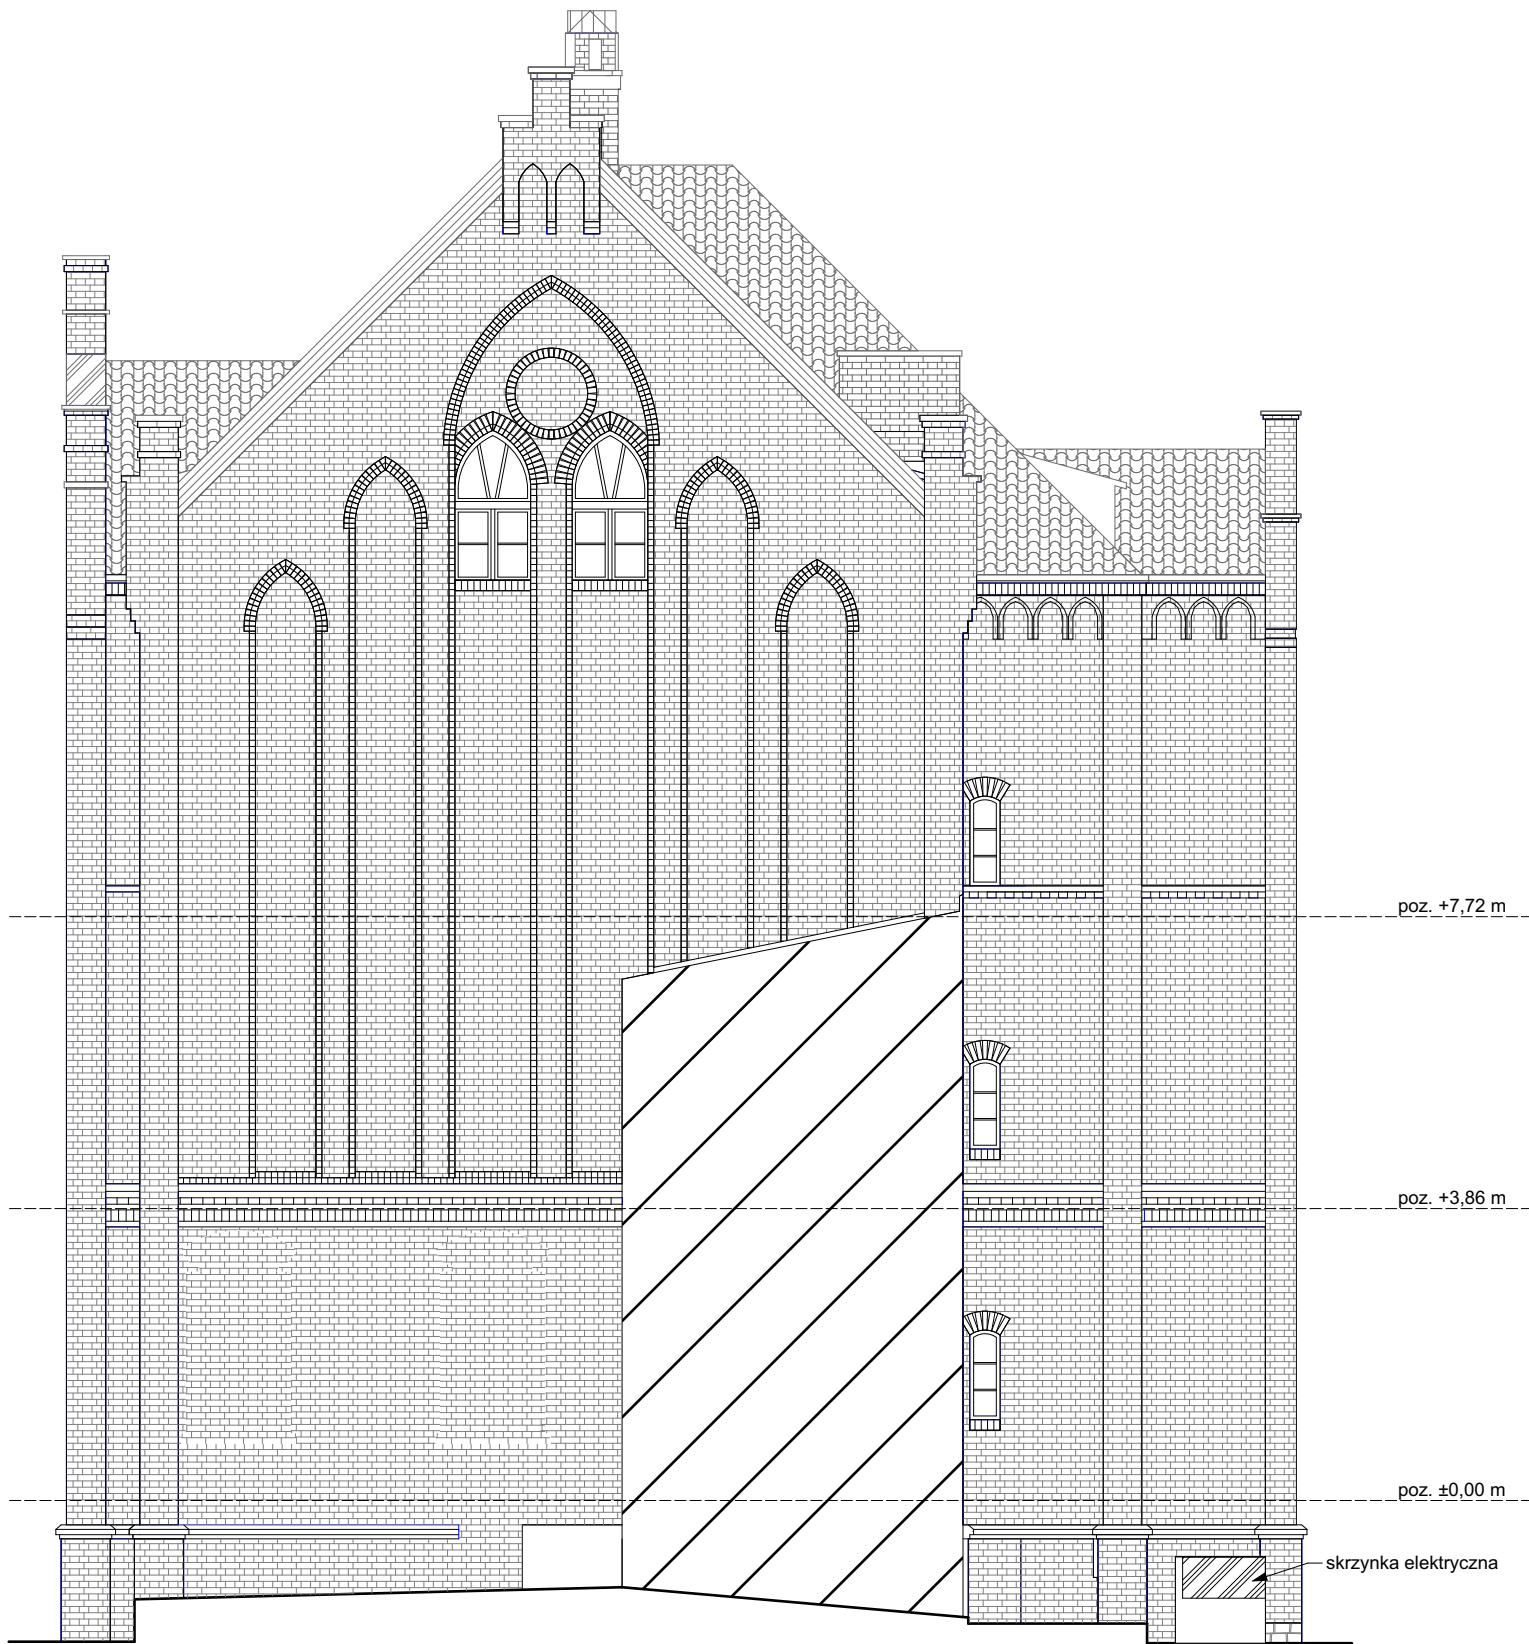 poz. +7,72 m
poz. +3,86 m
poz. ±0,00 m
skrzynka elektryczna